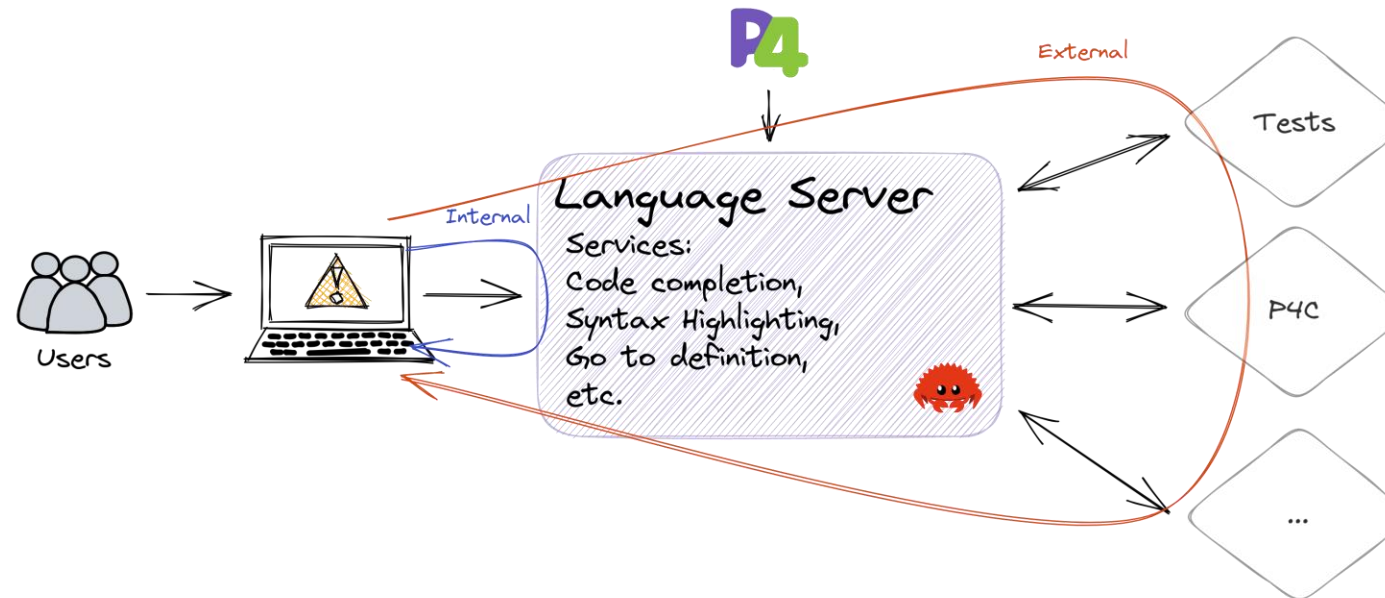 P4
External
Tests
Language Server
Internal
Services:
Code completion,
Syntax Highlighting,
Go to definition,
etc.
P4C
Users
...